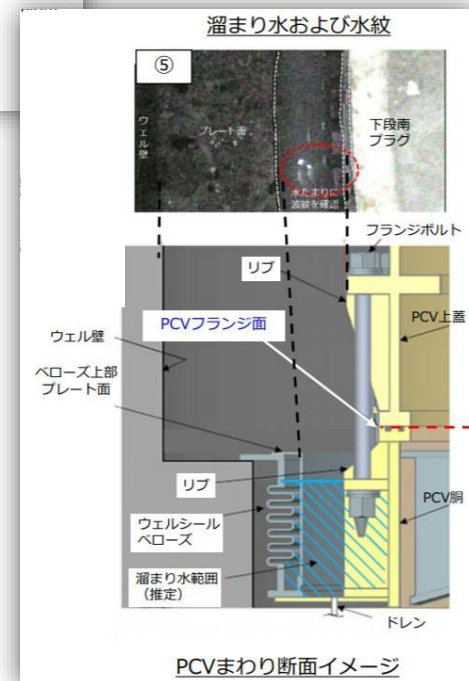 溜まり水および水紋
⑤
ウェル壁
プレート面
下段南
プラグ
水たまりに
波紋を確認
フランジボルト
リブ
PCVフランジ面
PCV上蓋
ウェル壁
ベローズ上部
プレート面
リブ
PCV胴
ウェルシール
ベローズ
溜まり水範囲
（推定）
ドレン
PCVまわり断面イメージ